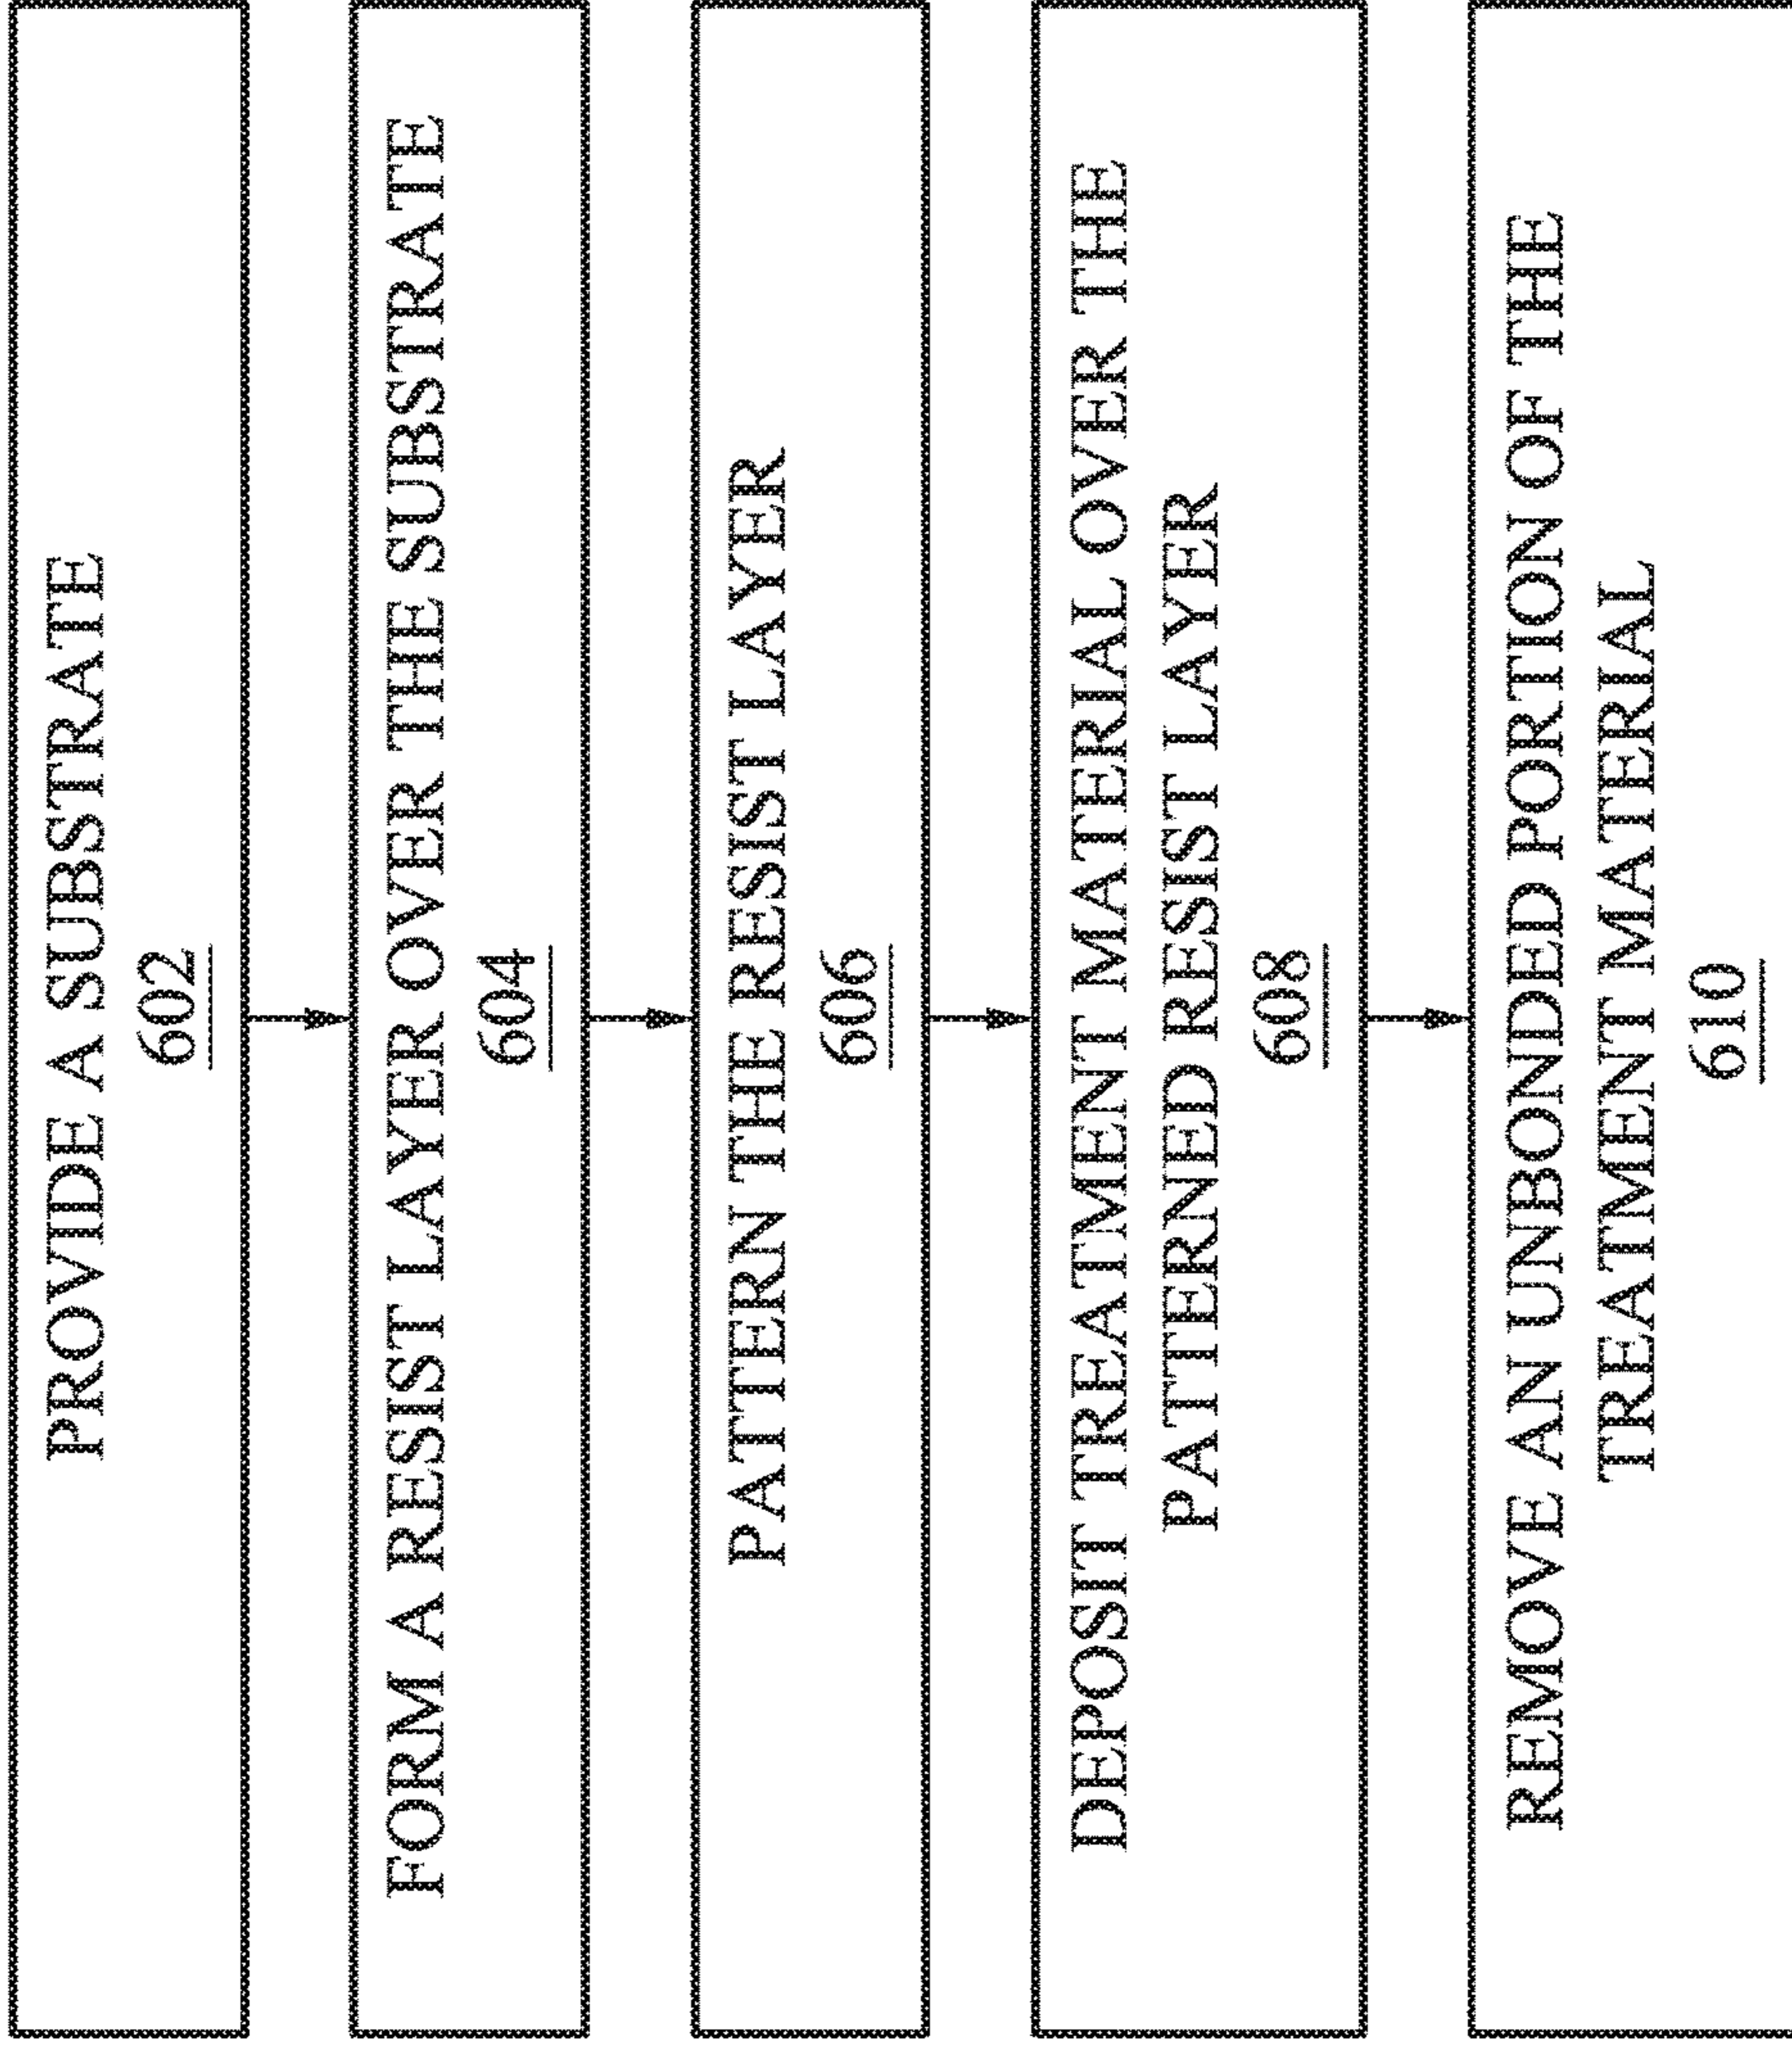 PROVIDE A SUBSTRATE
602
FORM A RESIST LAYER OVER THE SUBSTRATE
604
PATTERN THE RESIST LAYER
606
DEPOSIT TREATMENT MATERIAL OVER THE
PATTERNED RESIST LAYER
608
REMOVE AN UNBONDED PORTION OF THE
TREATMENT MATERIAL
610